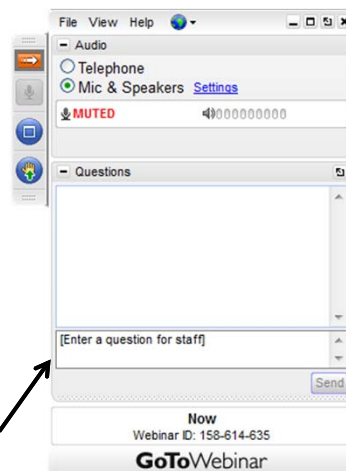 File View Help
Audio
Telephone
Mic & Speakers Settings
MUTED
Questions
[Enter a question for staff]
Send
Now
Webinar ID: 158-614-635
GoToWebinar